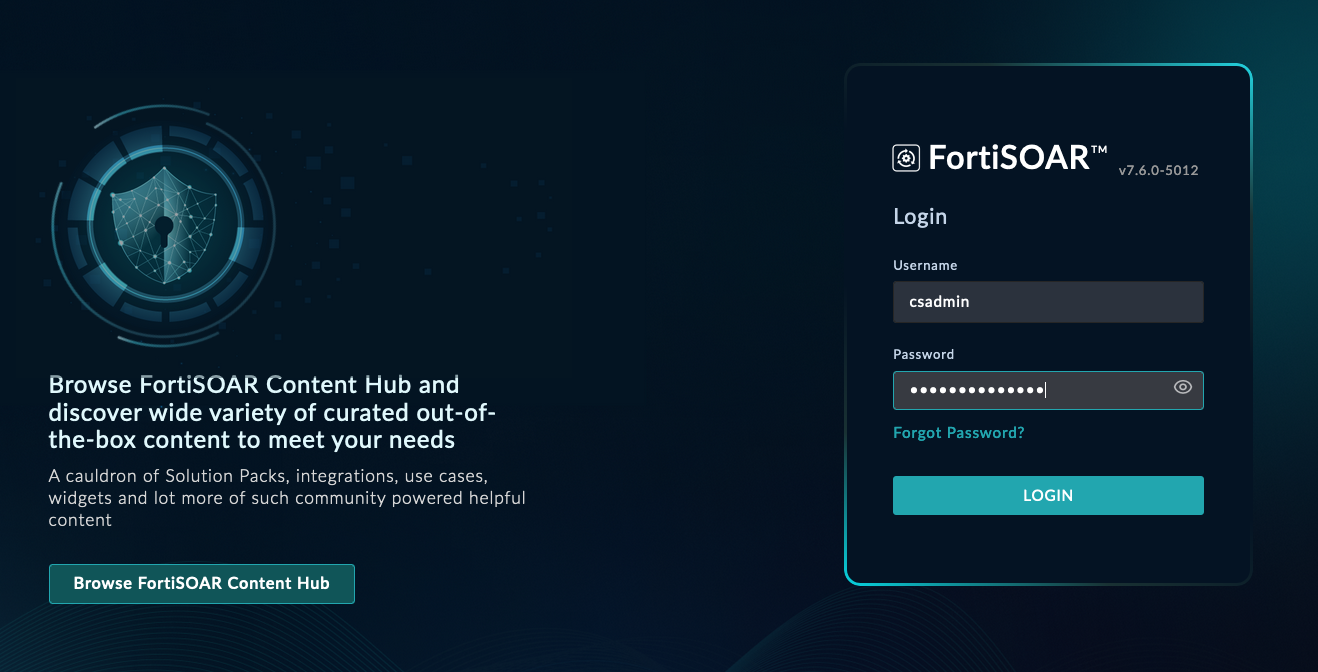 Browse FortiSOAR Content Hub and
discover wide variety of curated out-of-
the-box content to meet your needs
A cauldron of Solution Packs, integrations, use cases,
widgets and lot more of such community powered helpful
content
Browse FortiSOAR Content Hub
FortiSOAR™ v7.6.0-5012
Login
Username
csadmin
Password
••••••••••••••
Forgot Password?
LOGIN